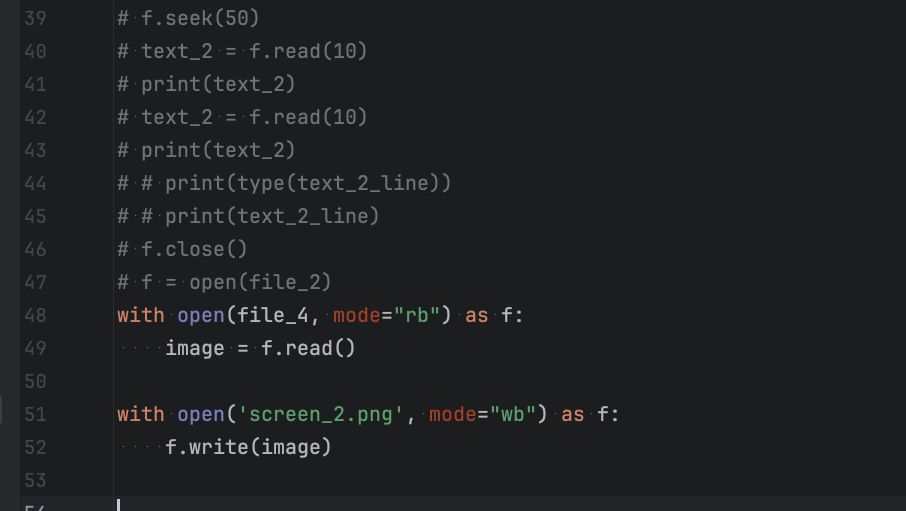 39 # f.seek(50)
40 # text_2 = f.read(10)
41 # print(text_2)
42 # text_2 = f.read(10)
43 # print(text_2)
44 # # print(type(text_2_line))
45 # # print(text_2_line)
46 # f.close()
47 # f = open(file_2)
48 with open(file_4, mode="rb") as f:
49     image = f.read()
50
51 with open('screen_2.png', mode="wb") as f:
52     f.write(image)
53
54